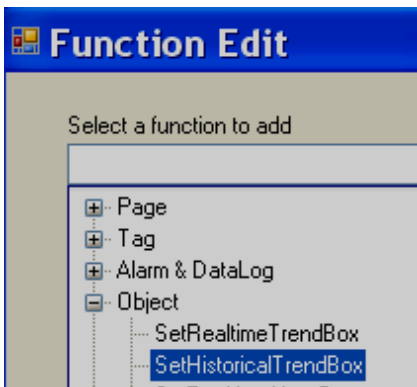 Function Edit
Select a function to add
Page
Tag
Alarm & DataLog
Object
SetRealtimeTrendBox
SetHistoricalTrendBox